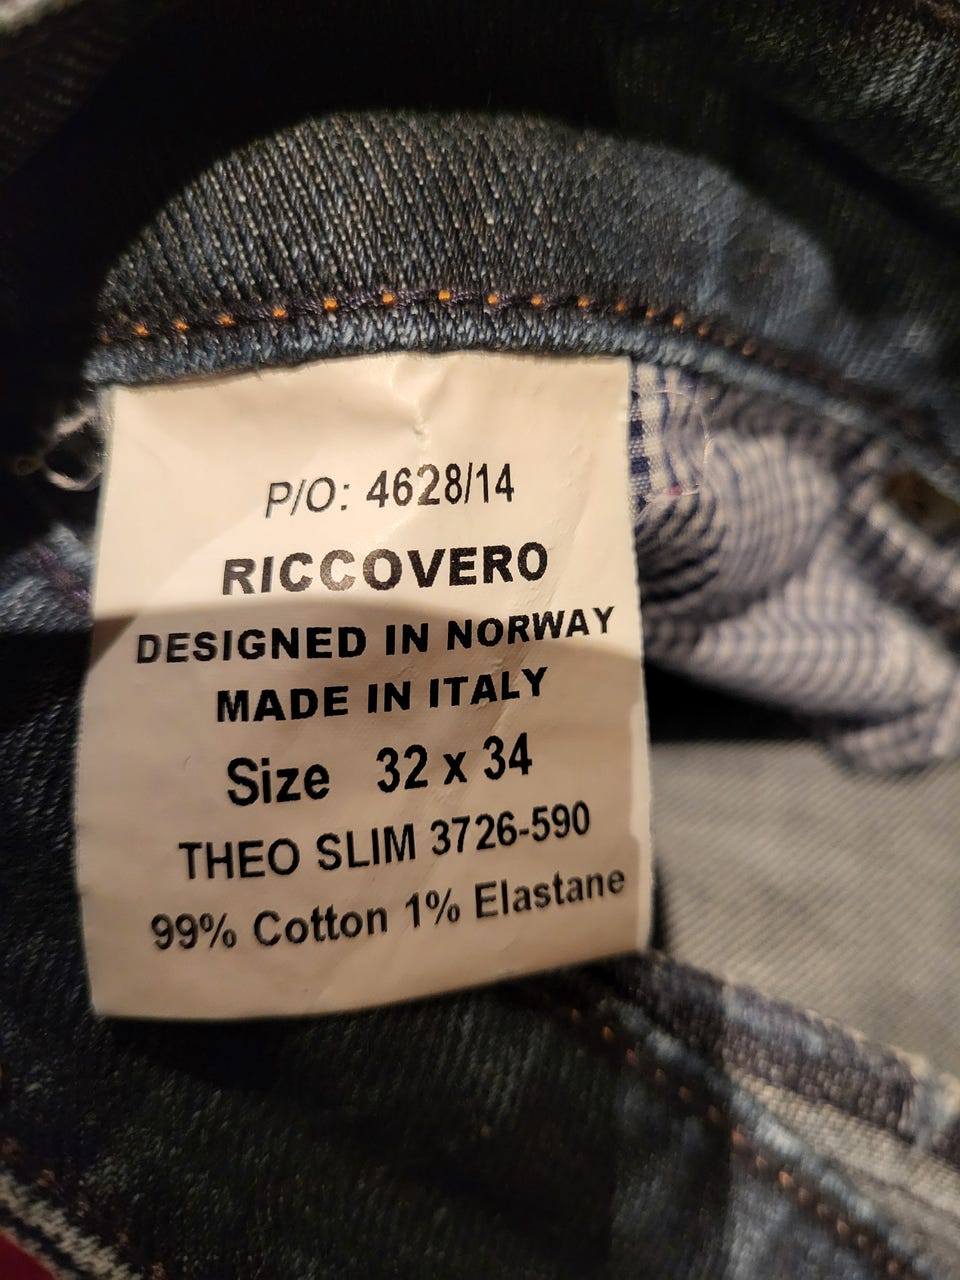 P/O: 4628/14
RICCOVERO
DESIGNED IN NORWAY
MADE IN ITALY
Size 32 x 34
THEO SLIM 3726-590
99% Cotton 1% Elastane